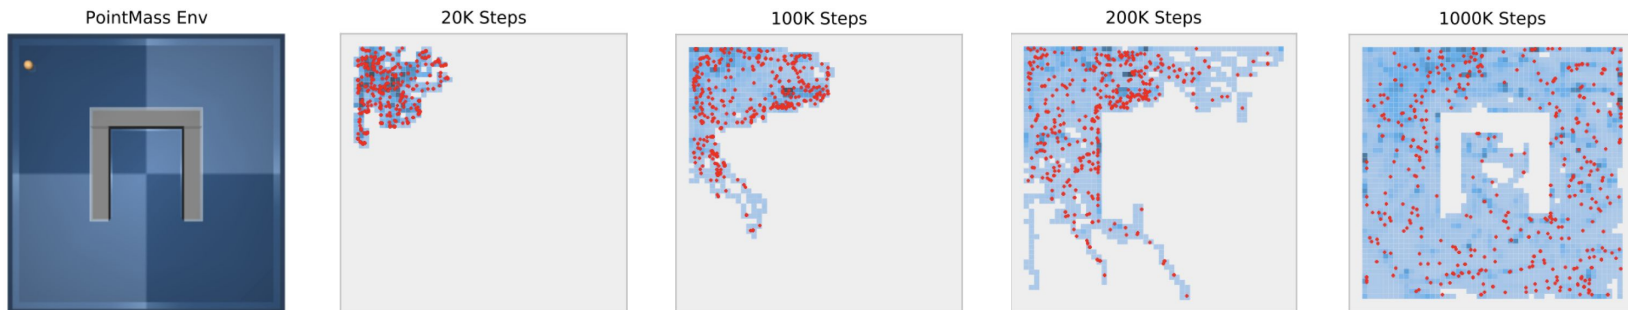 PointMass Env
20K Steps
100K Steps
200K Steps
1000K Steps